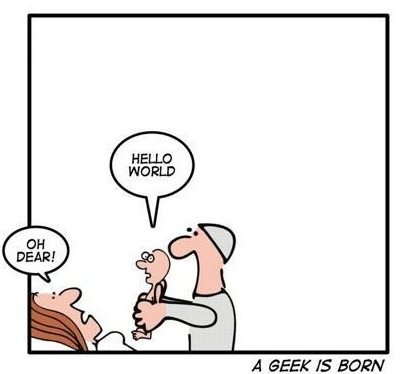 HELLO
WORLD
OH
DEAR!
A GEEK IS BORN